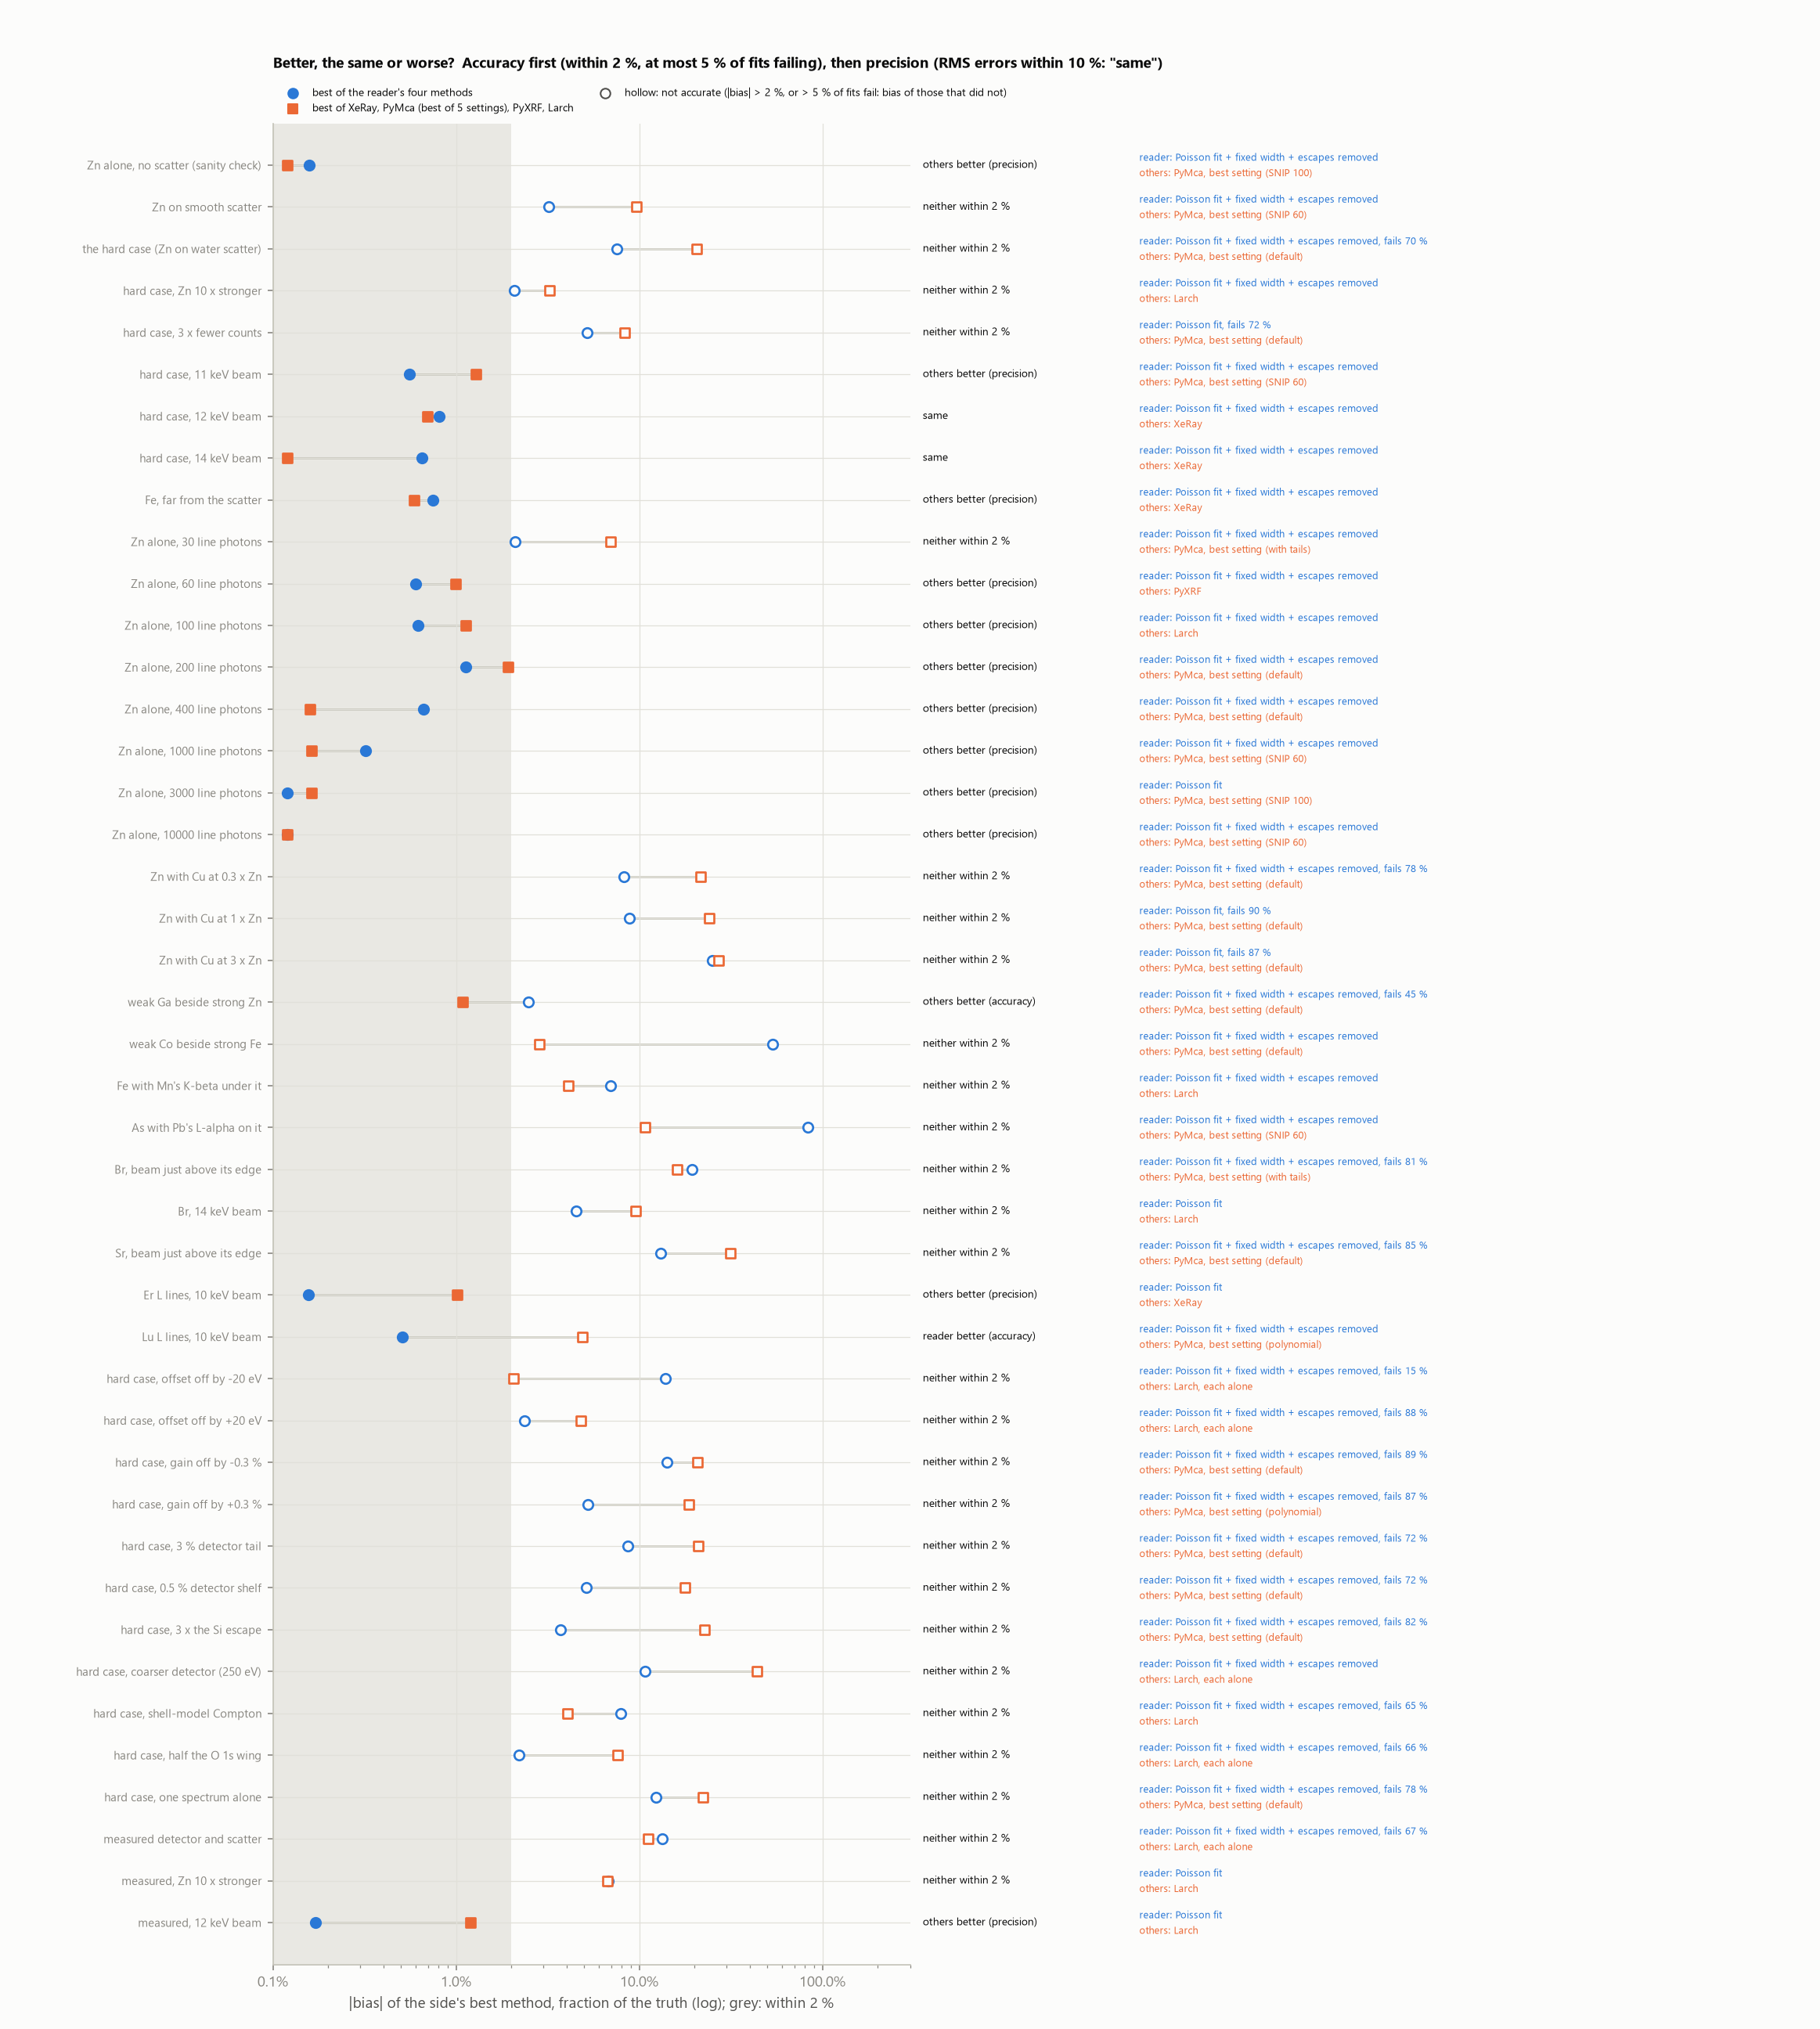 Better, the same or worse?  Accuracy first (within 2 %, at most 5 % of fits failing), then precision (RMS errors within 10 %: "same")
best of the reader's four methods
hollow: not accurate (|bias| > 2 %, or > 5 % of fits fail: bias of those that did not)
best of XeRay, PyMca (best of 5 settings), PyXRF, Larch
Zn alone, no scatter (sanity check)
others better (precision)
reader: Poisson fit + fixed width + escapes removed
others: PyMca, best setting (SNIP 100)
Zn on smooth scatter
neither within 2 %
reader: Poisson fit + fixed width + escapes removed
others: PyMca, best setting (SNIP 60)
the hard case (Zn on water scatter)
neither within 2 %
reader: Poisson fit + fixed width + escapes removed, fails 70 %
others: PyMca, best setting (default)
hard case, Zn 10 x stronger
neither within 2 %
reader: Poisson fit + fixed width + escapes removed
others: Larch
hard case, 3 x fewer counts
neither within 2 %
reader: Poisson fit, fails 72 %
others: PyMca, best setting (default)
hard case, 11 keV beam
others better (precision)
reader: Poisson fit + fixed width + escapes removed
others: PyMca, best setting (SNIP 60)
hard case, 12 keV beam
same
reader: Poisson fit + fixed width + escapes removed
others: XeRay
hard case, 14 keV beam
same
reader: Poisson fit + fixed width + escapes removed
others: XeRay
Fe, far from the scatter
others better (precision)
reader: Poisson fit + fixed width + escapes removed
others: XeRay
Zn alone, 30 line photons
neither within 2 %
reader: Poisson fit + fixed width + escapes removed
others: PyMca, best setting (with tails)
Zn alone, 60 line photons
others better (precision)
reader: Poisson fit + fixed width + escapes removed
others: PyXRF
Zn alone, 100 line photons
others better (precision)
reader: Poisson fit + fixed width + escapes removed
others: Larch
Zn alone, 200 line photons
others better (precision)
reader: Poisson fit + fixed width + escapes removed
others: PyMca, best setting (default)
Zn alone, 400 line photons
others better (precision)
reader: Poisson fit + fixed width + escapes removed
others: PyMca, best setting (default)
Zn alone, 1000 line photons
others better (precision)
reader: Poisson fit + fixed width + escapes removed
others: PyMca, best setting (SNIP 60)
Zn alone, 3000 line photons
others better (precision)
reader: Poisson fit
others: PyMca, best setting (SNIP 100)
Zn alone, 10000 line photons
others better (precision)
reader: Poisson fit + fixed width + escapes removed
others: PyMca, best setting (SNIP 60)
Zn with Cu at 0.3 x Zn
neither within 2 %
reader: Poisson fit + fixed width + escapes removed, fails 78 %
others: PyMca, best setting (default)
Zn with Cu at 1 x Zn
neither within 2 %
reader: Poisson fit, fails 90 %
others: PyMca, best setting (default)
Zn with Cu at 3 x Zn
neither within 2 %
reader: Poisson fit, fails 87 %
others: PyMca, best setting (default)
weak Ga beside strong Zn
others better (accuracy)
reader: Poisson fit + fixed width + escapes removed, fails 45 %
others: PyMca, best setting (default)
weak Co beside strong Fe
neither within 2 %
reader: Poisson fit + fixed width + escapes removed
others: PyMca, best setting (default)
Fe with Mn's K-beta under it
neither within 2 %
reader: Poisson fit + fixed width + escapes removed
others: Larch
As with Pb's L-alpha on it
neither within 2 %
reader: Poisson fit + fixed width + escapes removed
others: PyMca, best setting (SNIP 60)
Br, beam just above its edge
neither within 2 %
reader: Poisson fit + fixed width + escapes removed, fails 81 %
others: PyMca, best setting (with tails)
Br, 14 keV beam
neither within 2 %
reader: Poisson fit
others: Larch
Sr, beam just above its edge
neither within 2 %
reader: Poisson fit + fixed width + escapes removed, fails 85 %
others: PyMca, best setting (default)
Er L lines, 10 keV beam
others better (precision)
reader: Poisson fit
others: XeRay
Lu L lines, 10 keV beam
reader better (accuracy)
reader: Poisson fit + fixed width + escapes removed
others: PyMca, best setting (polynomial)
hard case, offset off by -20 eV
neither within 2 %
reader: Poisson fit + fixed width + escapes removed, fails 15 %
others: Larch, each alone
hard case, offset off by +20 eV
neither within 2 %
reader: Poisson fit + fixed width + escapes removed, fails 88 %
others: Larch, each alone
hard case, gain off by -0.3 %
neither within 2 %
reader: Poisson fit + fixed width + escapes removed, fails 89 %
others: PyMca, best setting (default)
hard case, gain off by +0.3 %
neither within 2 %
reader: Poisson fit + fixed width + escapes removed, fails 87 %
others: PyMca, best setting (polynomial)
hard case, 3 % detector tail
neither within 2 %
reader: Poisson fit + fixed width + escapes removed, fails 72 %
others: PyMca, best setting (default)
hard case, 0.5 % detector shelf
neither within 2 %
reader: Poisson fit + fixed width + escapes removed, fails 72 %
others: PyMca, best setting (default)
hard case, 3 x the Si escape
neither within 2 %
reader: Poisson fit + fixed width + escapes removed, fails 82 %
others: PyMca, best setting (default)
hard case, coarser detector (250 eV)
neither within 2 %
reader: Poisson fit + fixed width + escapes removed
others: Larch, each alone
hard case, shell-model Compton
neither within 2 %
reader: Poisson fit + fixed width + escapes removed, fails 65 %
others: Larch
hard case, half the O 1s wing
neither within 2 %
reader: Poisson fit + fixed width + escapes removed, fails 66 %
others: Larch, each alone
hard case, one spectrum alone
neither within 2 %
reader: Poisson fit + fixed width + escapes removed, fails 78 %
others: PyMca, best setting (default)
measured detector and scatter
neither within 2 %
reader: Poisson fit + fixed width + escapes removed, fails 67 %
others: Larch, each alone
measured, Zn 10 x stronger
neither within 2 %
reader: Poisson fit
others: Larch
measured, 12 keV beam
others better (precision)
reader: Poisson fit
others: Larch
0.1%
1.0%
10.0%
100.0%
|bias| of the side's best method, fraction of the truth (log); grey: within 2 %